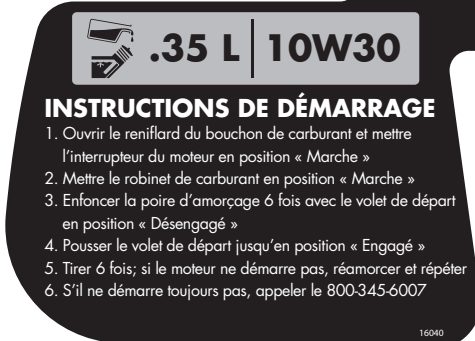 .35 L | 10W30
INSTRUCTIONS DE DÉMARRAGE
1. Ouvrir le reniflard du bouchon de carburant et mettre
l'interrupteur du moteur en position « Marche »
2. Mettre le robinet de carburant en position « Marche »
3. Enfoncer la poire d'amorçage 6 fois avec le volet de départ
en position « Désengagé »
4. Pousser le volet de départ jusqu'en position « Engagé »
5. Tirer 6 fois; si le moteur ne démarre pas, réamorcer et répéter
6. S'il ne démarre toujours pas, appeler le 800-345-6007
16040